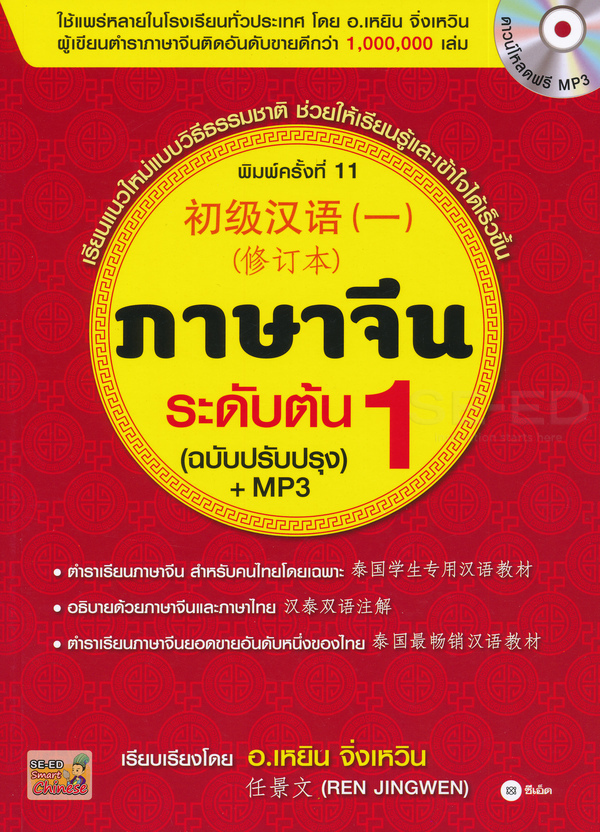 ใช้แพร่หลายในโรงเรียนทั่วประเทศ โดย อ.เหยิน จิ่งเหวิน
ผู้เขียนตำราภาษาจีนติดอันดับขายดีกว่า 1,000,000 เล่ม
ดาวน์โหลดฟรี MP3
เรียนแนวใหม่แบบวิธีธรรมชาติ ช่วยให้เรียนรู้และเข้าใจได้เร็วขึ้น
พิมพ์ครั้งที่ 11
初级汉语(一)
(修订本)
ภาษาจีน
ระดับต้น 1
(ฉบับปรับปรุง)
+ MP3
SE-ED
• ตำราเรียนภาษาจีน สำหรับคนไทยโดยเฉพาะ 泰国学生专用汉语教材
• อธิบายด้วยภาษาจีนและภาษาไทย 汉泰双语注解
• ตำราเรียนภาษาจีนยอดขายอันดับหนึ่งของไทย 泰国最畅销汉语教材
SE-ED
Smart
Chinese
เรียบเรียงโดย อ.เหยิน จิ่งเหวิน
任景文 (REN JINGWEN)
ซีเอ็ด